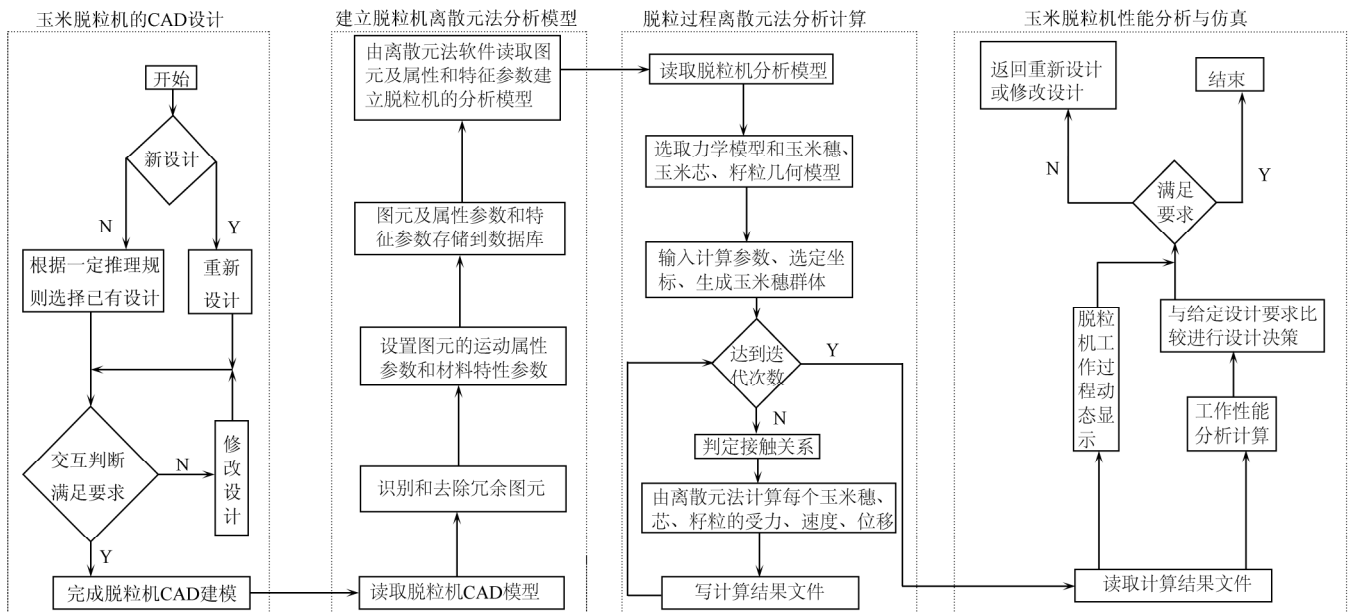 玉米脱粒机的CAD设计
开始
新设计
N
Y
根据一定推理规
则选择已有设计
重新
设计
交互判断
满足要求
N
修
改
设
计
Y
完成脱粒机CAD建模
建立脱粒机离散元法分析模型
由离散元法软件读取图
元及属性和特征参数建
立脱粒机的分析模型
图元及属性参数和特
征参数存储到数据库
设置图元的运动属性
参数和材料特性参数
识别和去除冗余图元
读取脱粒机CAD模型
脱粒过程离散元法分析计算
读取脱粒机分析模型
选取力学模型和玉米穗、
玉米芯、籽粒几何模型
输入计算参数、选定坐
标、生成玉米穗群体
达到迭
代次数
Y
N
判定接触关系
由离散元法计算每个玉米穗、
芯、籽粒的受力、速度、位移
写计算结果文件
玉米脱粒机性能分析与仿真
返回重新设计
或修改设计
结束
N
Y
满足
要求
脱粒
机工
作过
程动
态显
示
与给定设计要求比
较进行设计决策
工作性能
分析计算
读取计算结果文件